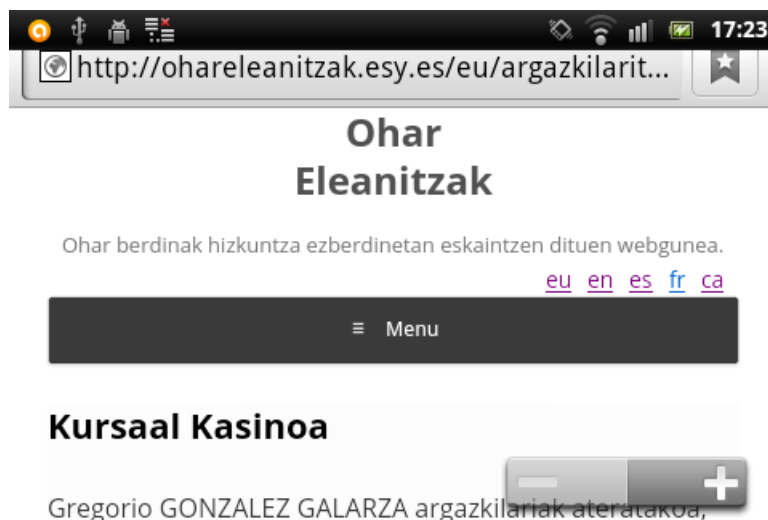 17:23
http://ohareleanitzak.esy.es/eu/argazkilarit...
Ohar
Eleanitzak
Ohar berdinak hizkuntza ezberdinetan eskaintzen dituen webgunea.
eu en es fr ca
≡ Menu
Kursaal Kasinoa
Gregorio GONZALEZ GALARZA argazkilariak ateratakoa,